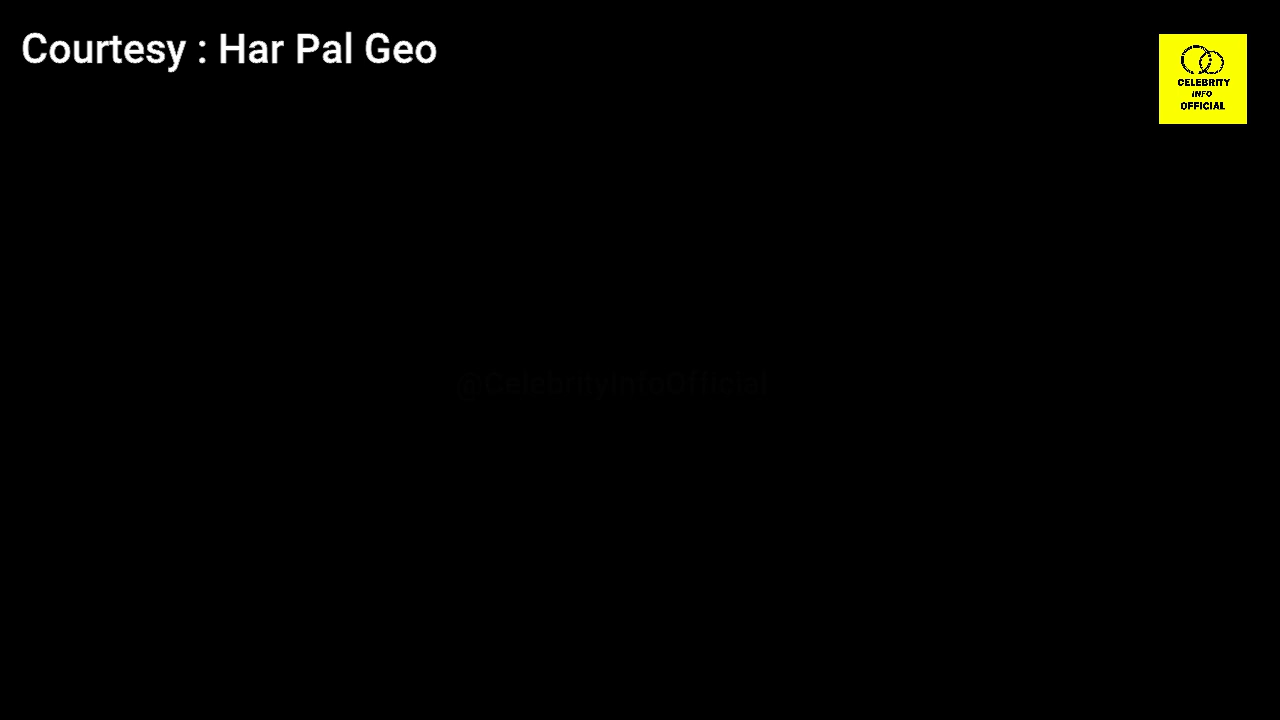 Courtesy : Har Pal Geo
CELEBRITY
INFO
OFFICIAL
@CelebrityInfoOfficial